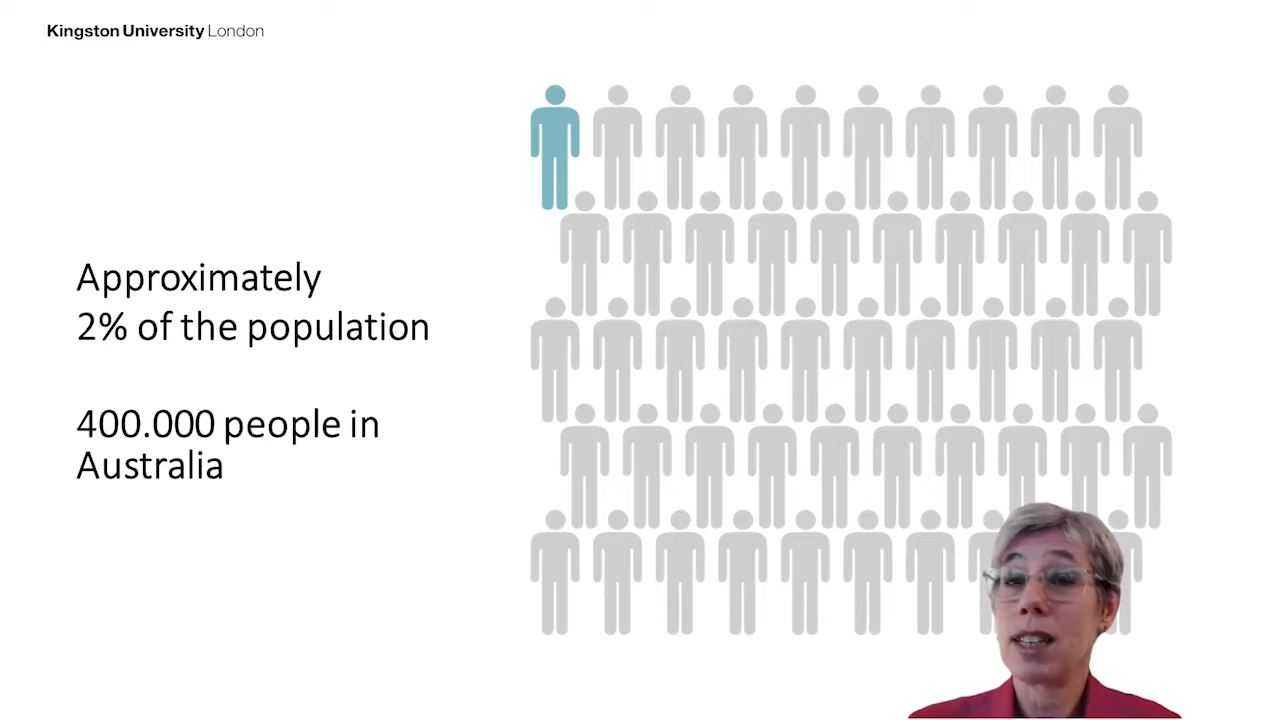 Kingston University London
Approximately
2% of the population
400.000 people in
Australia